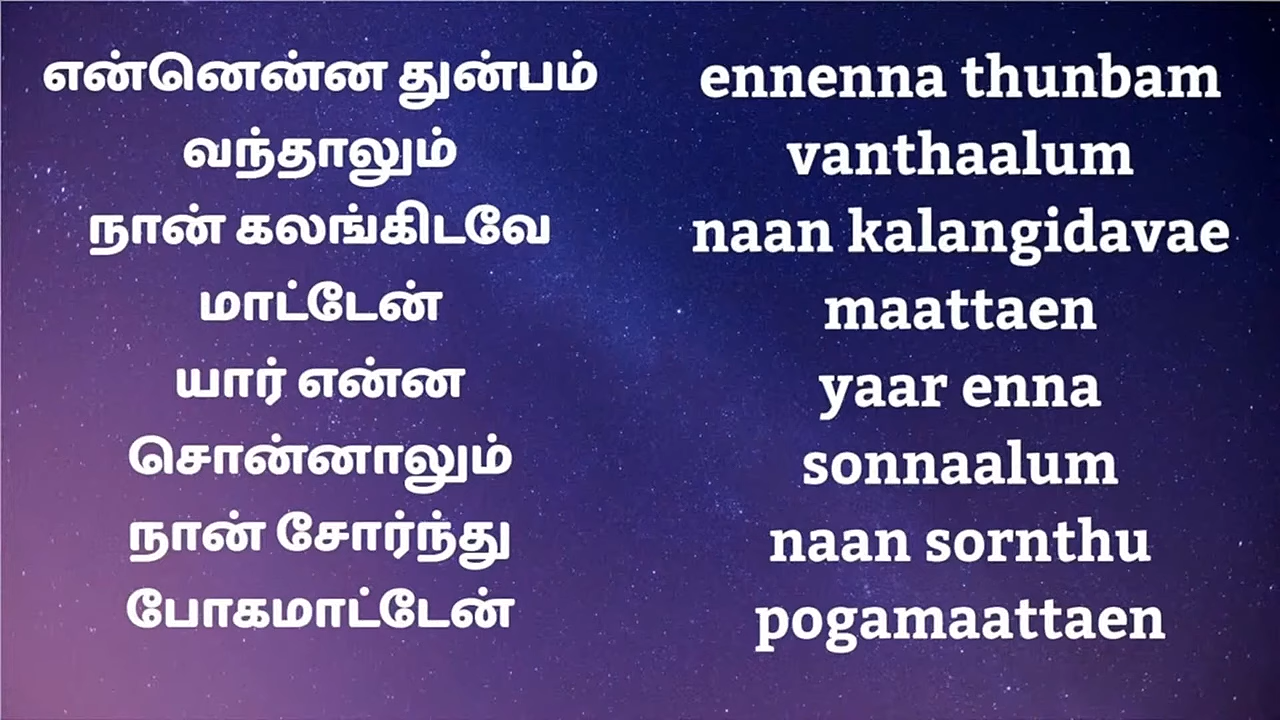 என்னென்ன துன்பம்
வந்தாலும்
நான் கலங்கிடவே
மாட்டேன்
யார் என்ன
சொன்னாலும்
நான் சோர்ந்து
போகமாட்டேன்
ennenna thunbam
vanthaalum
naan kalangidavae
maattaen
yaar enna
sonnaalum
naan sornthu
pogamaattaen